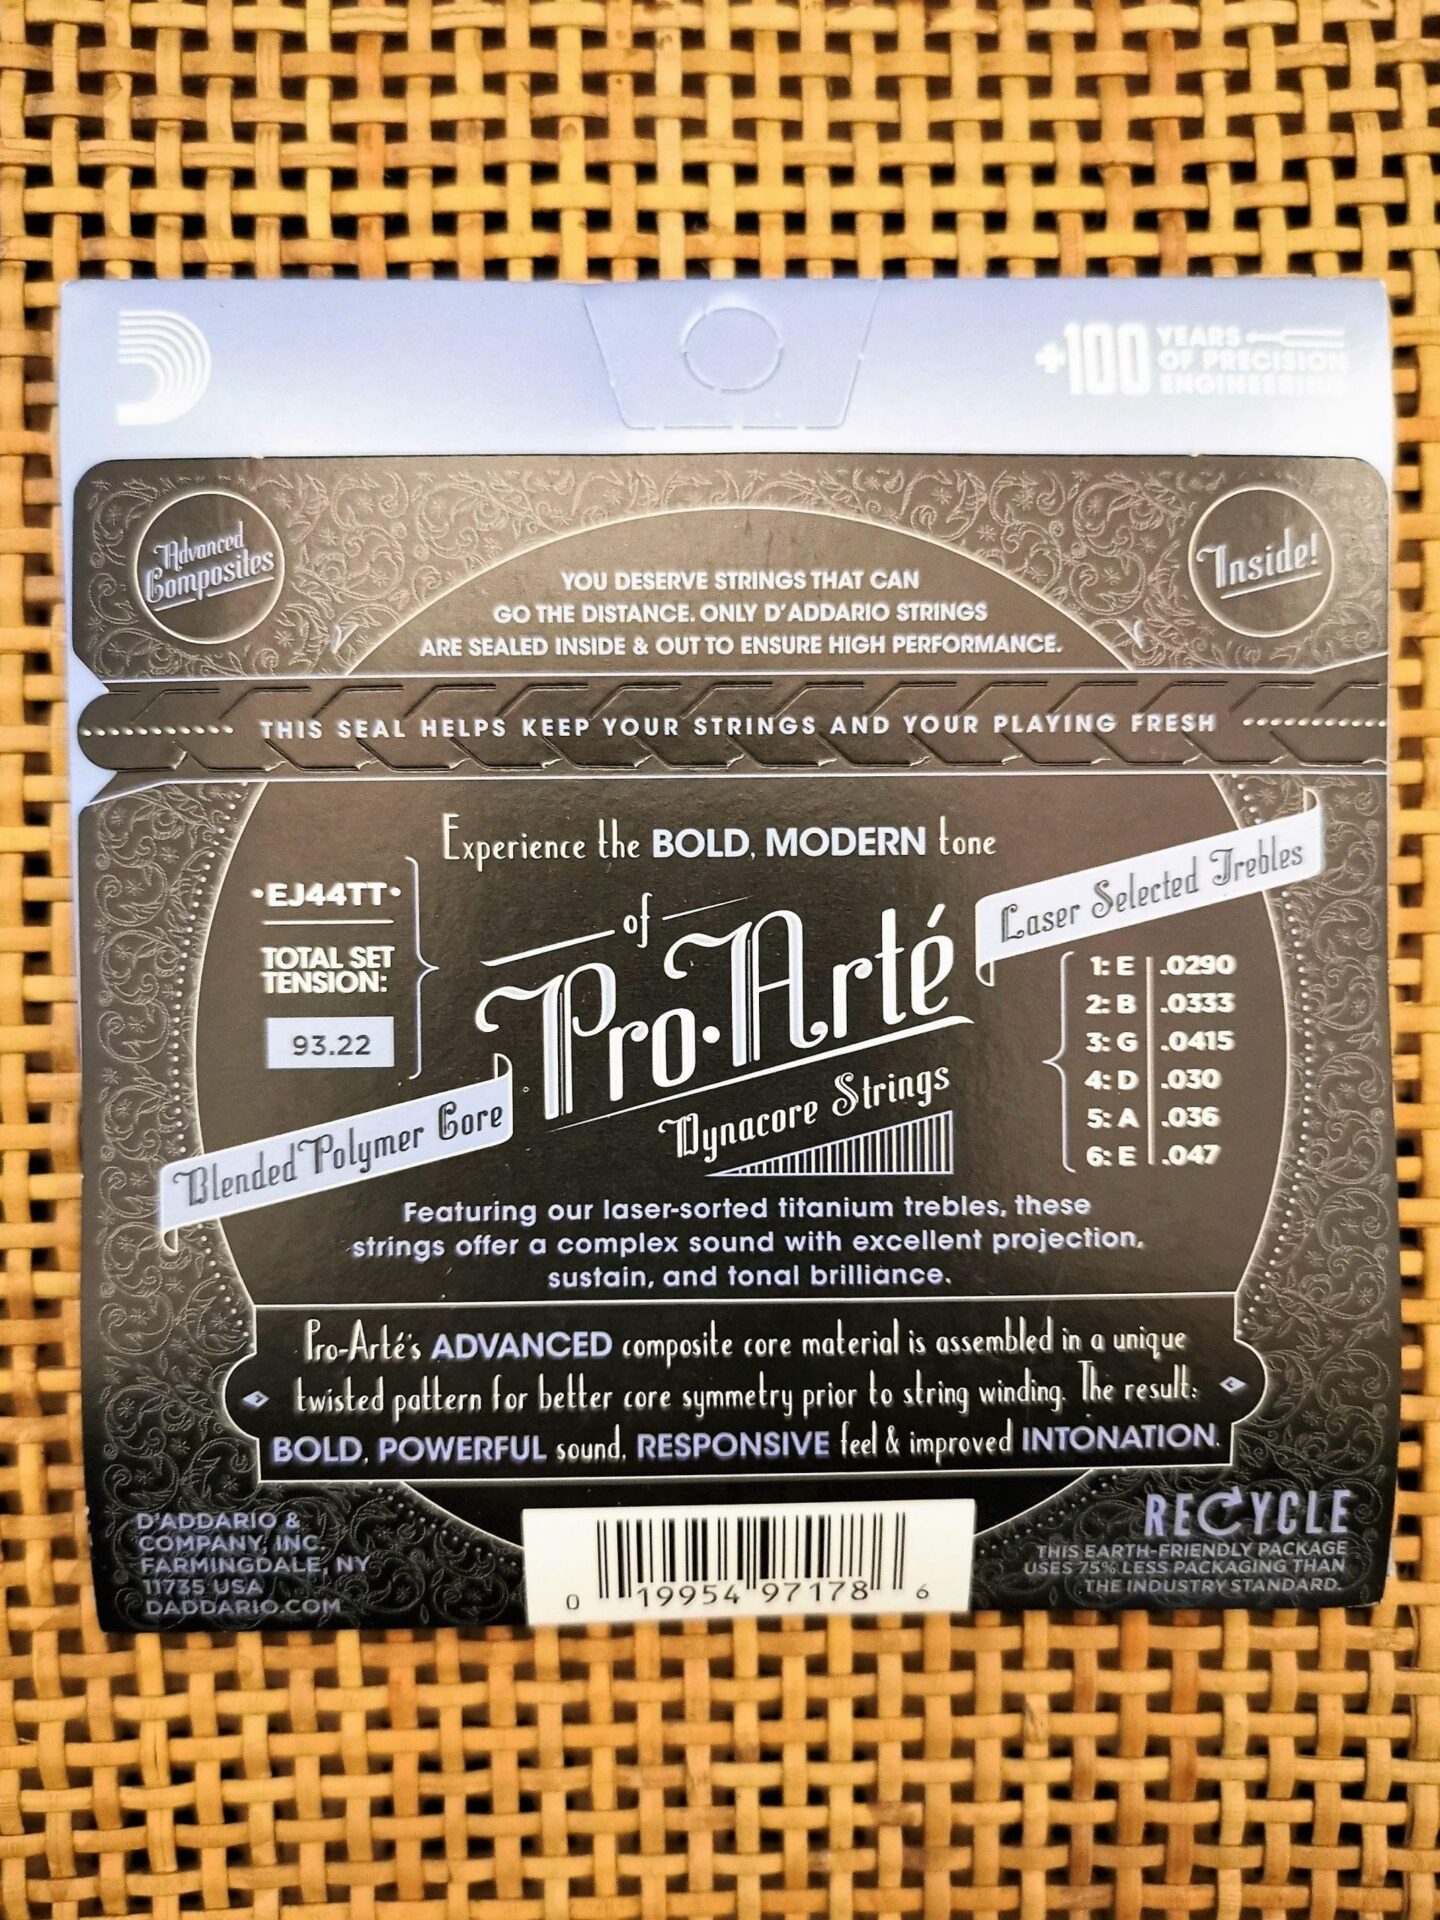 +100 YEARS
OF PRECISION
ENGINEERING
Advanced
Composites
Inside!
YOU DESERVE STRINGS THAT CAN
GO THE DISTANCE. ONLY D'ADDARIO STRINGS
ARE SEALED INSIDE & OUT TO ENSURE HIGH PERFORMANCE.
THIS SEAL HELPS KEEP YOUR STRINGS AND YOUR PLAYING FRESH
Experience the BOLD, MODERN tone
of
Pro·Arté
Dynacore Strings
•EJ44TT•
TOTAL SET
TENSION:
93.22
Blended Polymer Core
Laser Selected Trebles
1: E .0290
2: B .0333
3: G .0415
4: D .030
5: A .036
6: E .047
Featuring our laser-sorted titanium trebles, these
strings offer a complex sound with excellent projection,
sustain, and tonal brilliance.
Pro-Arté's ADVANCED composite core material is assembled in a unique
twisted pattern for better core symmetry prior to string winding. The result:
BOLD, POWERFUL sound, RESPONSIVE feel & improved INTONATION.
D'ADDARIO &
COMPANY, INC.
FARMINGDALE, NY
11735 USA
DADDARIO.COM
0 19954 97178 6
RECYCLE
THIS EARTH-FRIENDLY PACKAGE
USES 75% LESS PACKAGING THAN
THE INDUSTRY STANDARD.